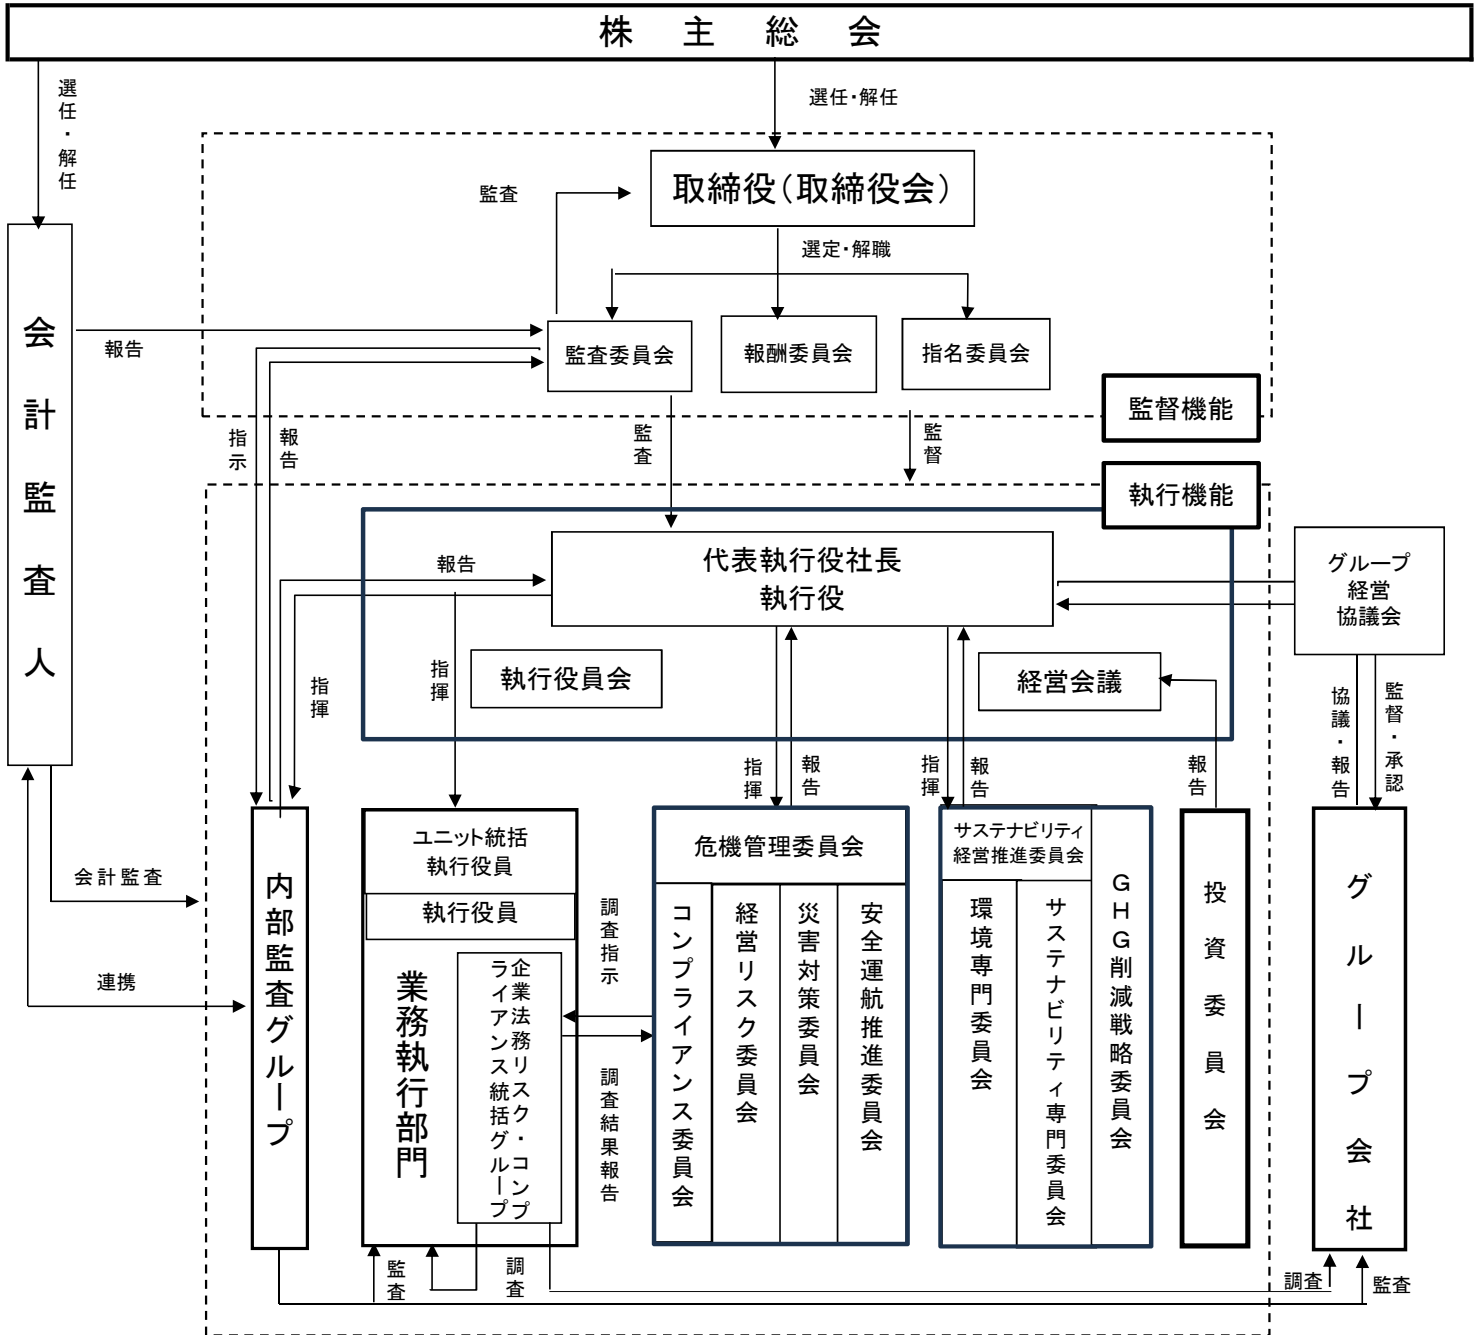 株主総会
選任・解任
選任・解任
取締役(取締役会)
監査
選定・解職
会計監査人
報告
監査委員会
報酬委員会
指名委員会
監督機能
指示
報告
監査
監督
執行機能
代表執行役社長
執行役
報告
グループ
経営
協議会
指揮
指揮
執行役員会
経営会議
指揮
報告
指揮
報告
報告
協議・報告
監督・承認
会計監査
連携
内部監査グループ
ユニット統括
執行役員
執行役員
業務執行部門
企業法務リスク・コンプ
ライアンス統括グループ
調査指示
調査結果報告
危機管理委員会
コンプライアンス委員会
経営リスク委員会
災害対策委員会
安全運航推進委員会
サステナビリティ
経営推進委員会
環境専門委員会
サステナビリティ専門委員会
GHG削減戦略委員会
投資委員会
グループ会社
監査
調査
調査
監査